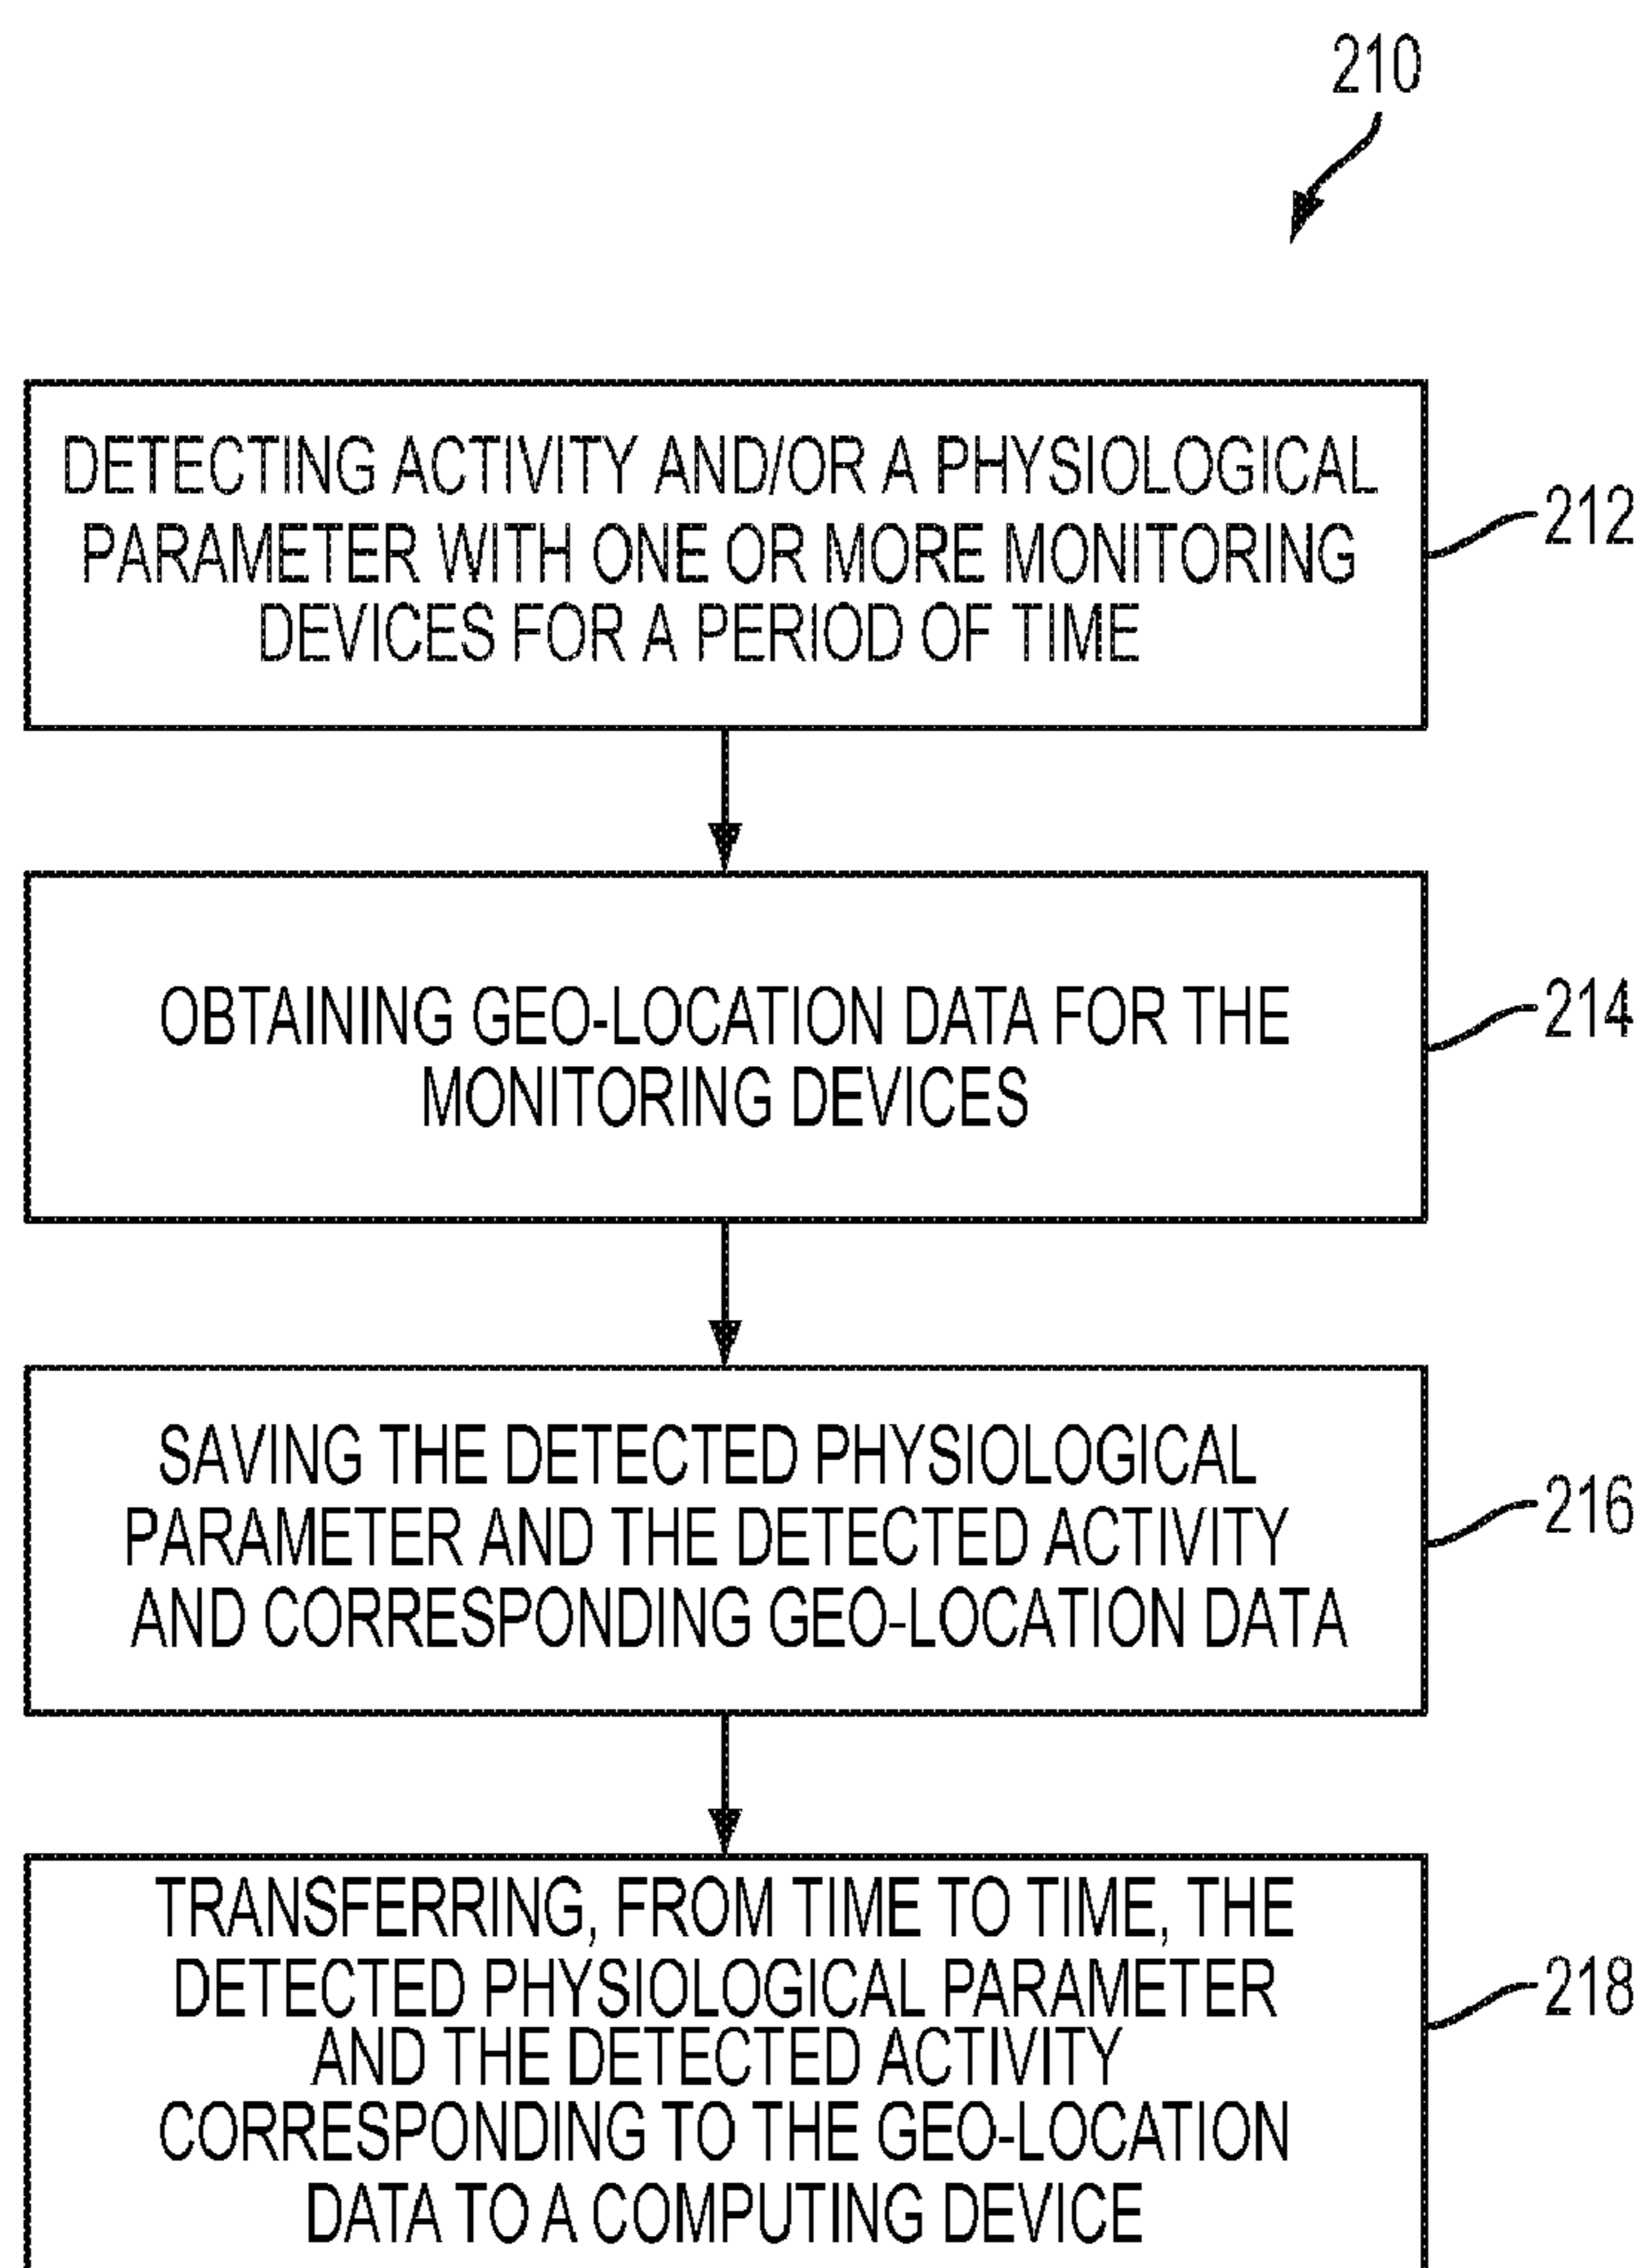 210
DETECTING ACTIVITY AND/OR A PHYSIOLOGICAL
PARAMETER WITH ONE OR MORE MONITORING
DEVICES FOR A PERIOD OF TIME
212
OBTAINING GEO-LOCATION DATA FOR THE
MONITORING DEVICES
214
SAVING THE DETECTED PHYSIOLOGICAL
PARAMETER AND THE DETECTED ACTIVITY
AND CORRESPONDING GEO-LOCATION DATA
216
TRANSFERRING, FROM TIME TO TIME, THE
DETECTED PHYSIOLOGICAL PARAMETER
AND THE DETECTED ACTIVITY
CORRESPONDING TO THE GEO-LOCATION
DATA TO A COMPUTING DEVICE
218